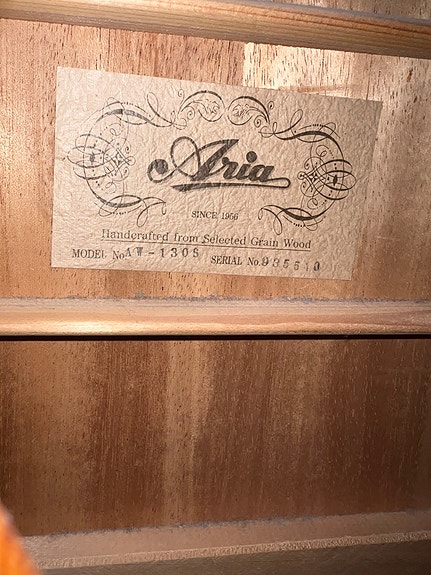 Aria
SINCE 1956
Handcrafted from Selected Grain Wood
MODEL No. AW-130S SERIAL No. 985510